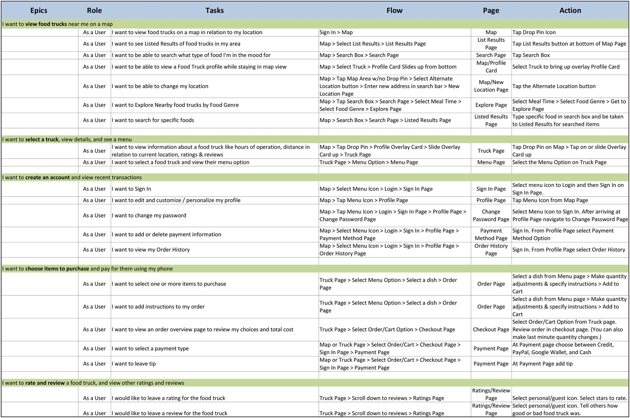 Epics Role Tasks Flow Page Action
I want to view food trucks near me on a map
As a User I want to view food trucks on a map in relation to my location Sign In > Map Map Tap Drop Pin Icon
As a User I want to see Listed Results of food trucks in my area Map > Select List Results > List Results Page List Results Page Tap List Results button at bottom of Map Page
As a User I want to be able to search what type of food I'm in the mood for Map > Search Box > Search Page Search Page Tap Search Box
As a User I want to be able to view a Food Truck profile while staying in map view Map > Select Truck > Profile Card Slides up from bottom Map/Profile Card Select Truck to bring up overlay Profile Card
As a User I want to be able to change my location Map > Tap Map Area w/no Drop Pin > Select Alternate
Location button > Enter new address in search bar > New
Location Page Map/New Location Page Tap the Alternate Location button
As a User I want to Explore Nearby food trucks by Food Genre Map > Tap Search Box > Search Page > Select Meal Time >
Select Food Genre > Explore Page Explore Page Select Meal Time > Select Food Genre > Get to
Explore Page
As a User I want to search for specific foods Map > Search Box > Search Page > Listed Results Page Listed Results Page Type specific food in search box and be taken
to Listed Results for searched items
I want to select a truck, view details, and see a menu
As a User I want to view information about a food truck like hours of operation, distance in
relation to current location, ratings & reviews Map > Tap Drop Pin > Profile Overlay Card > Slide Overlay
Card up > Truck Page Truck Page Tap Drop Pin on Map > Tap on or slide Overlay
Card up
As a User I want to select a food truck and view their menu option Truck Page > Menu Option > Menu Page Menu Page Select the Menu Option on Truck Page
I want to create an account and view recent transactions
As a User I want to Sign In Map > Select Menu Icon > Login > Sign In Page Sign In Page Select menu icon to Login and then Sign On on
Sign In Page.
As a User I want to edit and customize / personalize my profile Map > Tap Menu Icon > Profile Page Profile Page Tap Menu Icon from Map Page
As a User I want to change my password Map > Tap Menu Icon > Login > Sign In Page > Profile Page >
Change Password Page Change Password Page Select Menu Icon to Sign In. After arriving at
Profile Page navigate to Change Password Page
As a User I want to add or delete payment information Map > Select Menu Icon > Login > Sign In > Profile Page >
Payment Method Page Payment Method Page Sign In. From Profile Page select Payment
Method Option
As a User I want to view my Order History Map > Select Menu Icon > Login > Sign In > Profile Page >
Order History Page Order History Page Sign In. From Profile Page select Order History
I want to choose items to purchase and pay for them using my phone
As a User I want to select one or more items to purchase Truck Page > Select Menu Option > Select a dish > Order
Page Order Page Select a dish from Menu page > Make quantity
adjustments & specify instructions > Add to
Cart
As a User I want to add instructions to my order Truck Page > Select Menu Option > Select a dish > Order
Page Order Page Select a dish from Menu page > Make quantity
adjustments & specify instructions > Add to
Cart
As a User I want to view an order overview page to review my choices and total cost Truck Page > Select Order/Cart Option > Checkout Page Checkout Page Select Order/Cart Option from Truck page.
Review order in checkout page. (You can also
make last minute quantity changes.)
As a User I want to select a payment type Map or Truck Page > Select Order/Cart > Checkout Page >
Sign In Page > Payment Page Payment Page At Payment page choose between Credit,
PayPal, Google Wallet, and Cash
As a User I want to leave tip Map or Truck Page > Select Order/Cart > Checkout Page >
Sign In Page > Payment Page Payment Page At Payment Page add tip
I want to rate and review a food truck, and view other ratings and reviews
As a User I would like to leave a rating for the food truck Truck Page > Scroll down to reviews > Ratings Page Ratings/Review Page Select personal/guest icon. Select stars to rate.
As a User I would like to leave a review for the food truck Truck Page > Scroll down to reviews > Ratings Page Ratings/Review Page Select personal/guest icon. Tell others how
good or bad food truck was.